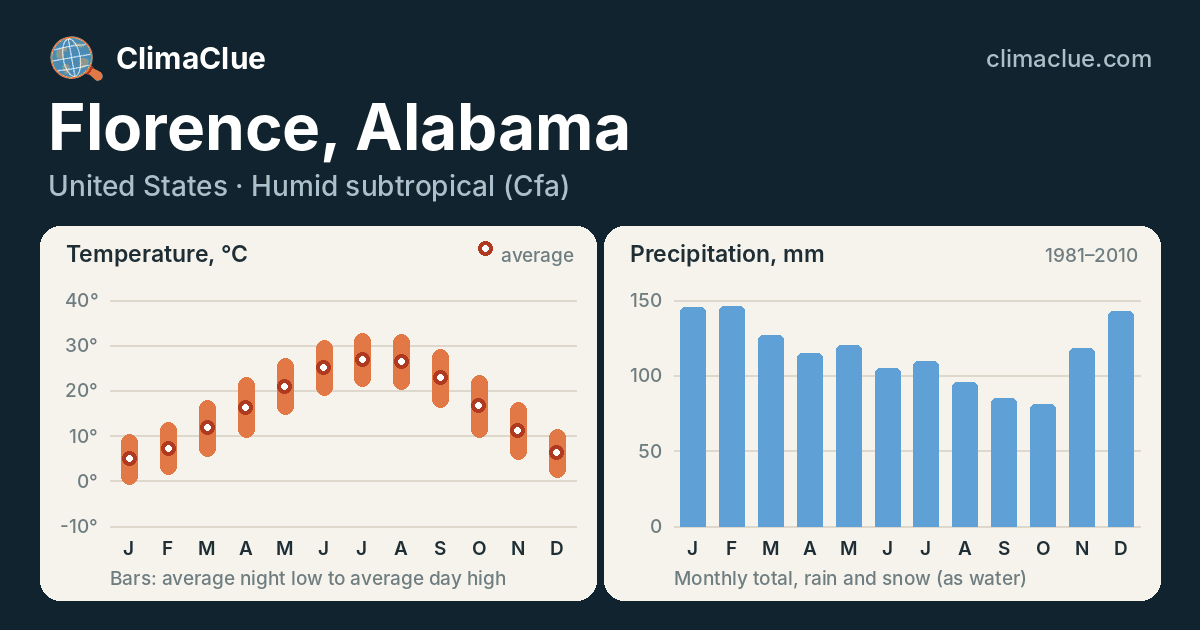 ClimaClue
climaclue.com
Florence, Alabama
United States · Humid subtropical (Cfa)
Temperature, °C
average
40°
30°
20°
10°
0°
-10°
J F M A M J J A S O N D
Bars: average night low to average day high
Precipitation, mm
1981–2010
150
100
50
0
J F M A M J J A S O N D
Monthly total, rain and snow (as water)